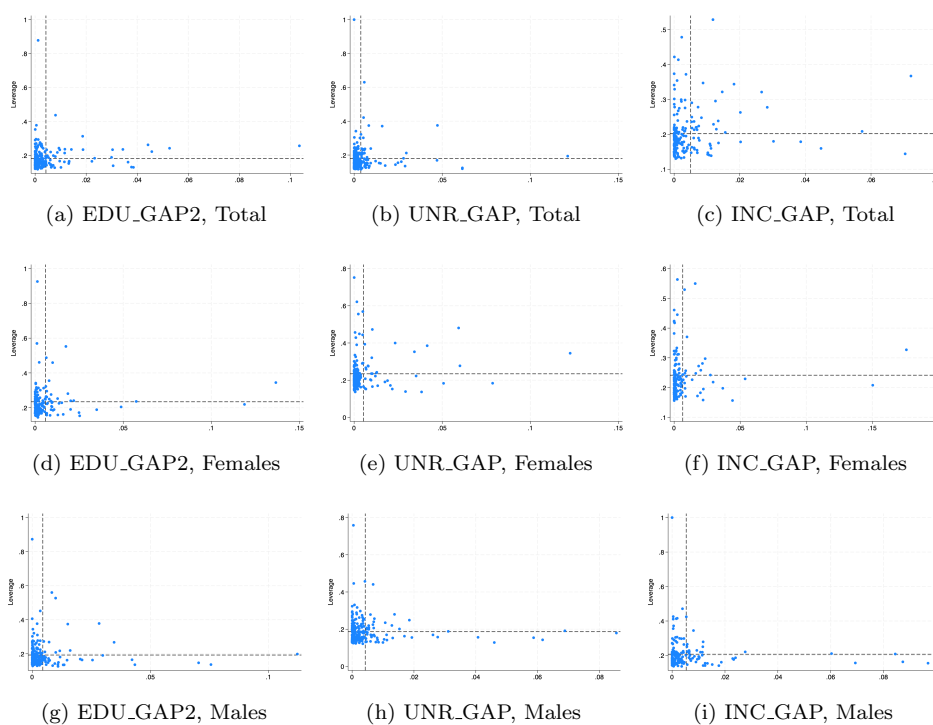 1
.8
.6
.4
.2
Leverage
0 .02 .04 .06 .08 .1
(a) EDU_GAP2, Total
1
.8
.6
.4
.2
Leverage
0 .05 .1 .15
(b) UNR_GAP, Total
.5
.4
.3
.2
.1
Leverage
0 .02 .04 .06
(c) INC_GAP, Total
1
.8
.6
.4
.2
Leverage
0 .05 .1 .15
(d) EDU_GAP2, Females
.8
.6
.4
.2
0
Leverage
0 .05 .1 .15
(e) UNR_GAP, Females
.6
.5
.4
.3
.2
.1
Leverage
0 .05 .1 .15
(f) INC_GAP, Females
1
.8
.6
.4
.2
Leverage
0 .05 .1
(g) EDU_GAP2, Males
.8
.6
.4
.2
0
Leverage
0 .02 .04 .06 .08
(h) UNR_GAP, Males
1
.8
.6
.4
.2
Leverage
0 .02 .04 .06 .08 .1
(i) INC_GAP, Males